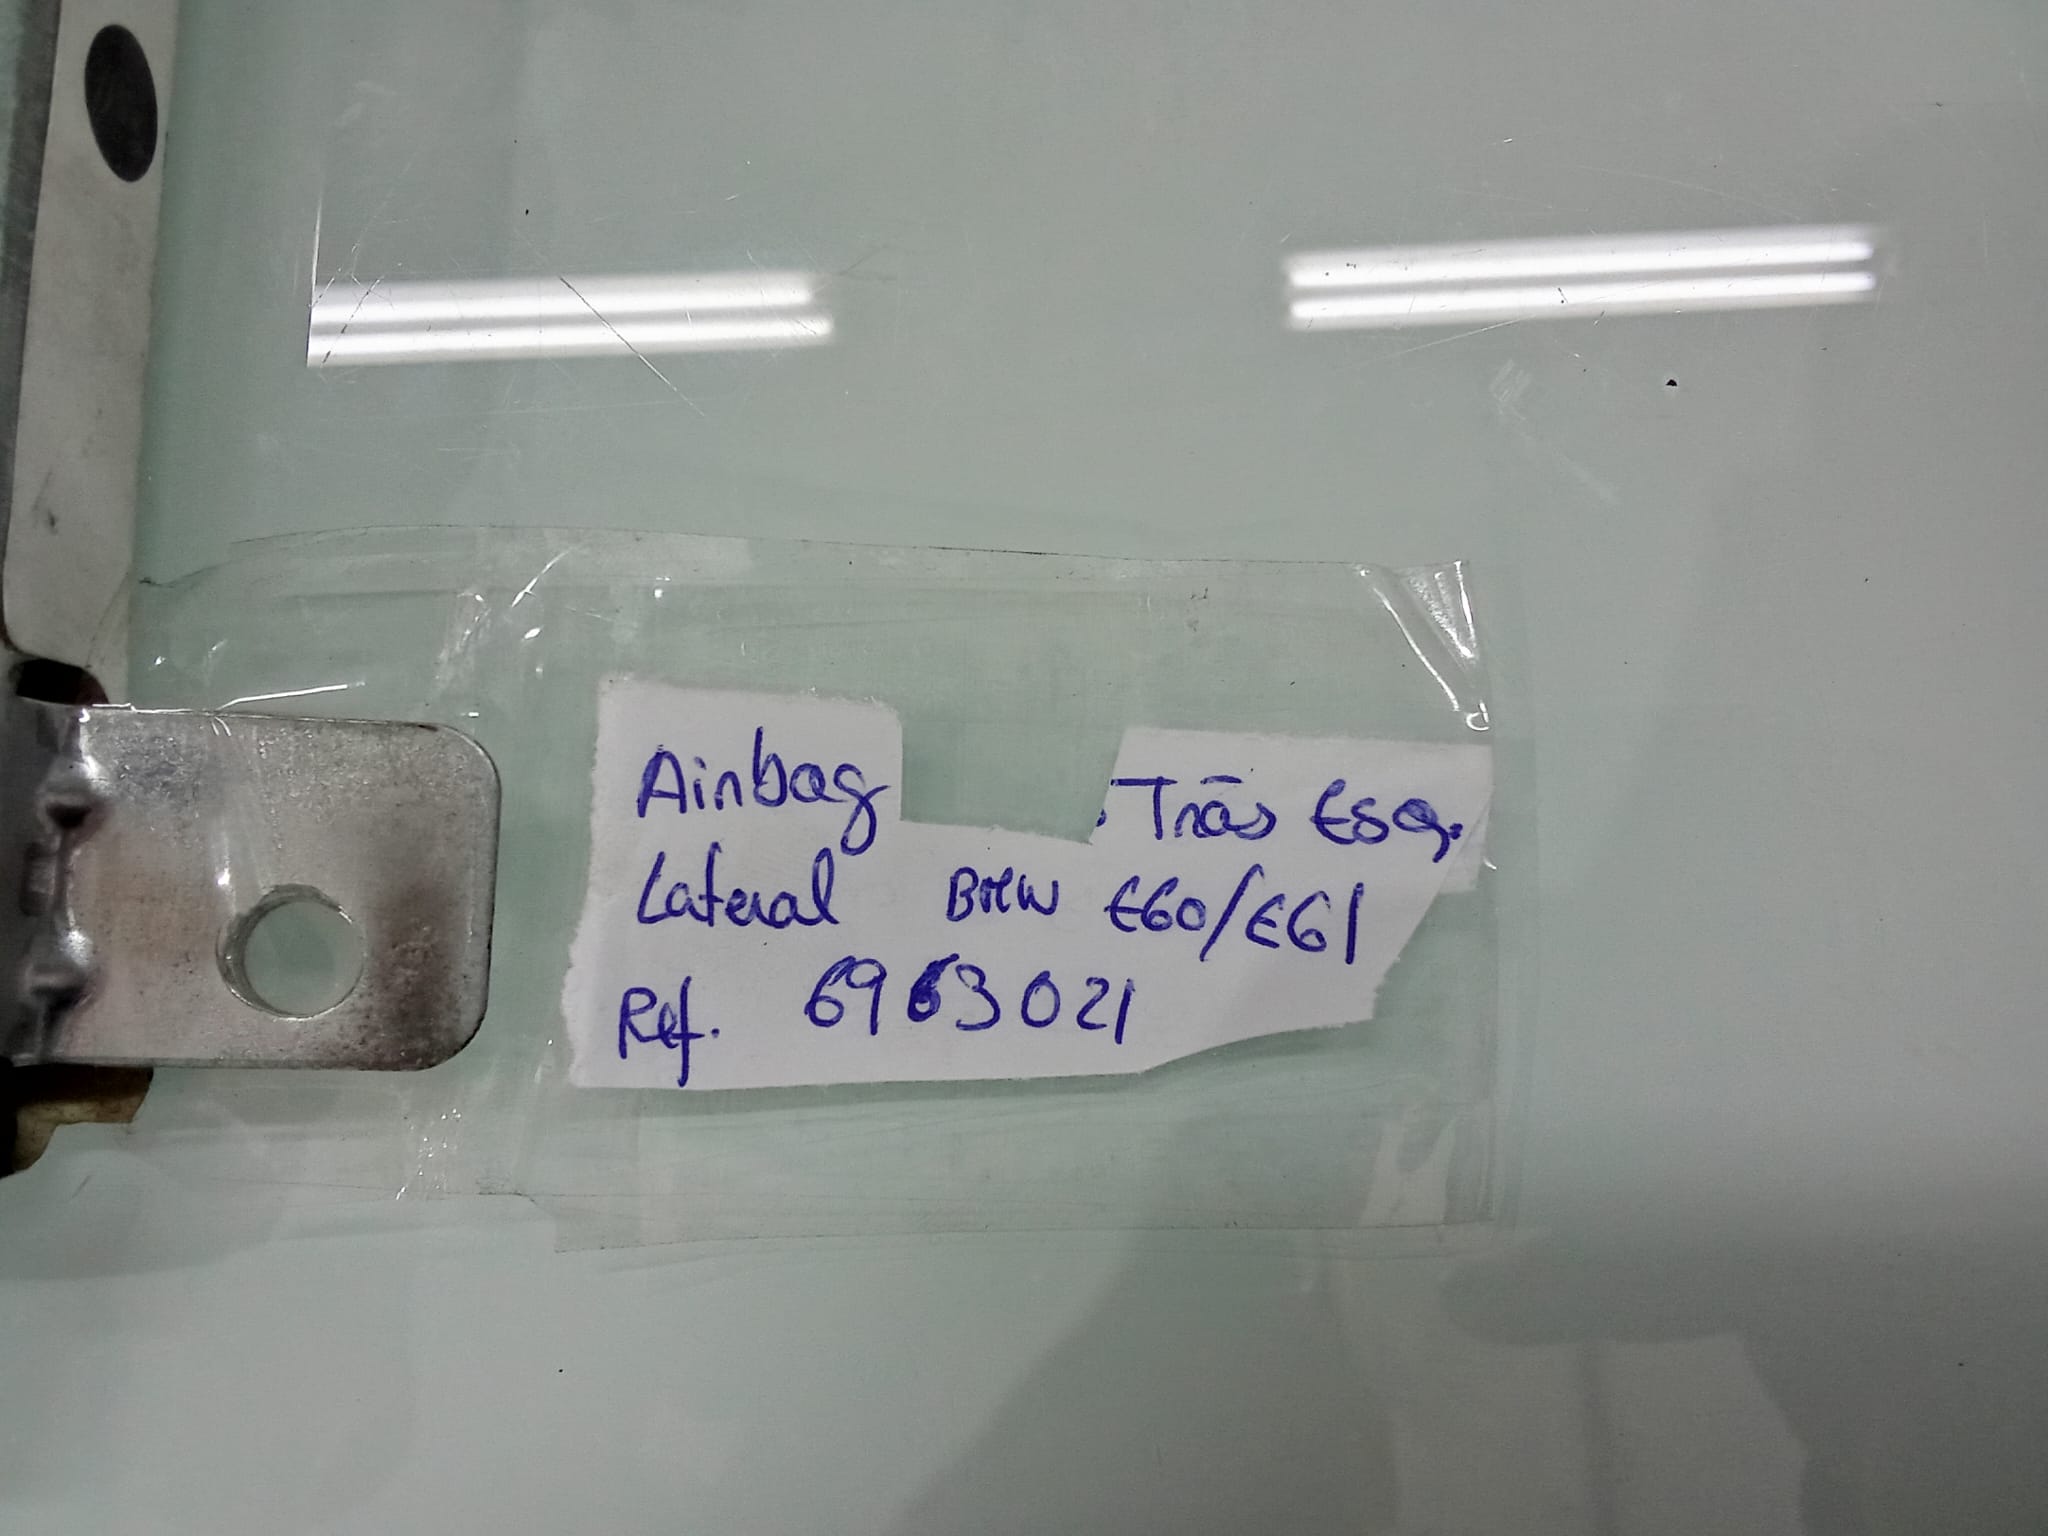 Airbag . Trás Esq.
Lateral BMW E60/E61
Ref. 6963021